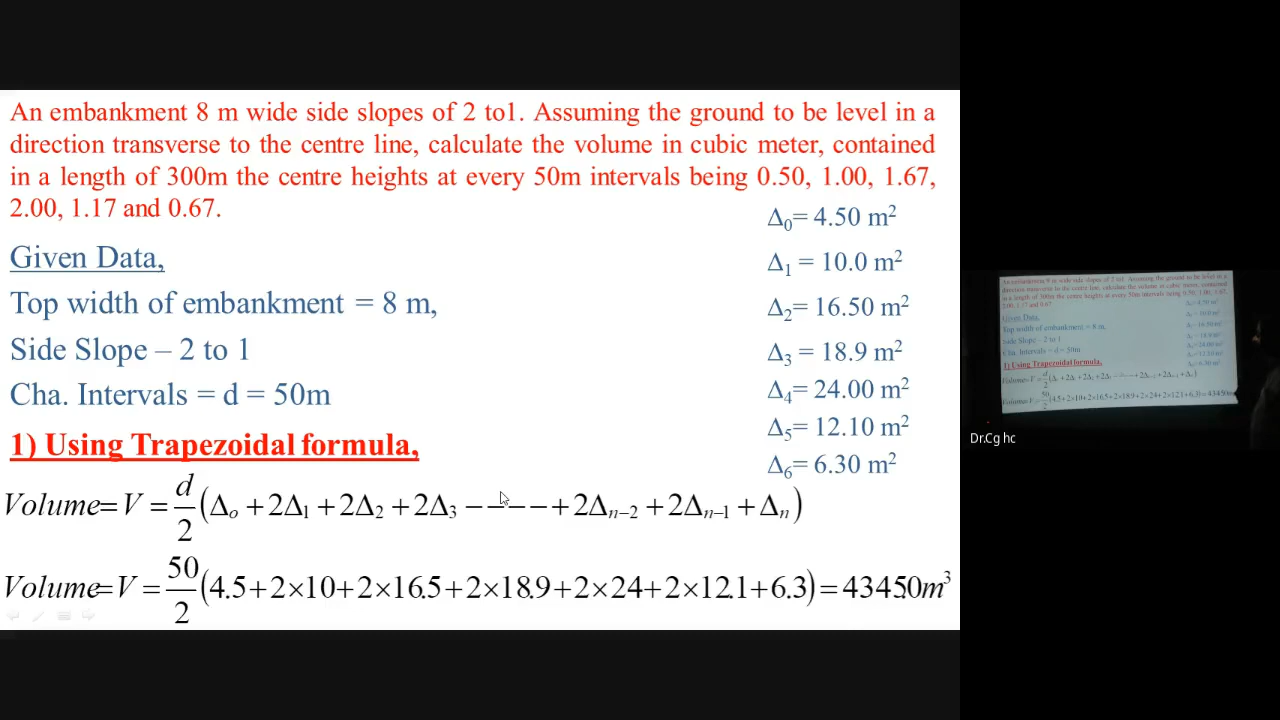 An embankment 8 m wide side slopes of 2 to1. Assuming the ground to be level in a
direction transverse to the centre line, calculate the volume in cubic meter, contained
in a length of 300m the centre heights at every 50m intervals being 0.50, 1.00, 1.67,
2.00, 1.17 and 0.67.
Δ₀= 4.50 m²
Given Data,
Δ₁ = 10.0 m²
Top width of embankment = 8 m,
Δ₂= 16.50 m²
Side Slope – 2 to 1
Δ₃ = 18.9 m²
Cha. Intervals = d = 50m
Δ₄= 24.00 m²
Δ₅= 12.10 m²
1) Using Trapezoidal formula,
Δ₆= 6.30 m²
Volume= V = d/2 (Δₒ + 2Δ₁ + 2Δ₂ + 2Δ₃ −−−−− + 2Δₙ₋₂ + 2Δₙ₋₁ + Δₙ)
Volume= V = 50/2 (4.5+2×10+2×16.5+2×18.9+2×24+2×12.1+6.3) = 4345.0m³
Dr.Cg hc